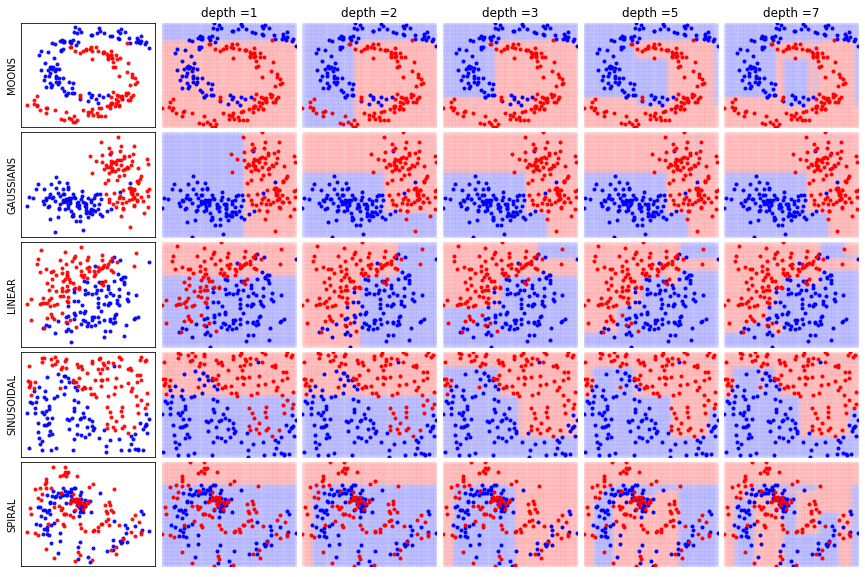 depth =1
depth =2
depth =3
depth =5
depth =7
MOONS
GAUSSIANS
LINEAR
SINUSOIDAL
SPIRAL